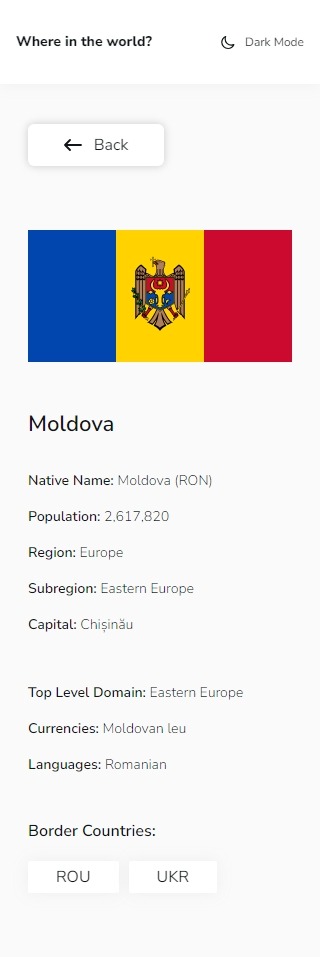 Where in the world?
Dark Mode
Back
Moldova
Native Name: Moldova (RON)
Population: 2,617,820
Region: Europe
Subregion: Eastern Europe
Capital: Chișinău
Top Level Domain: Eastern Europe
Currencies: Moldovan leu
Languages: Romanian
Border Countries:
ROU
UKR